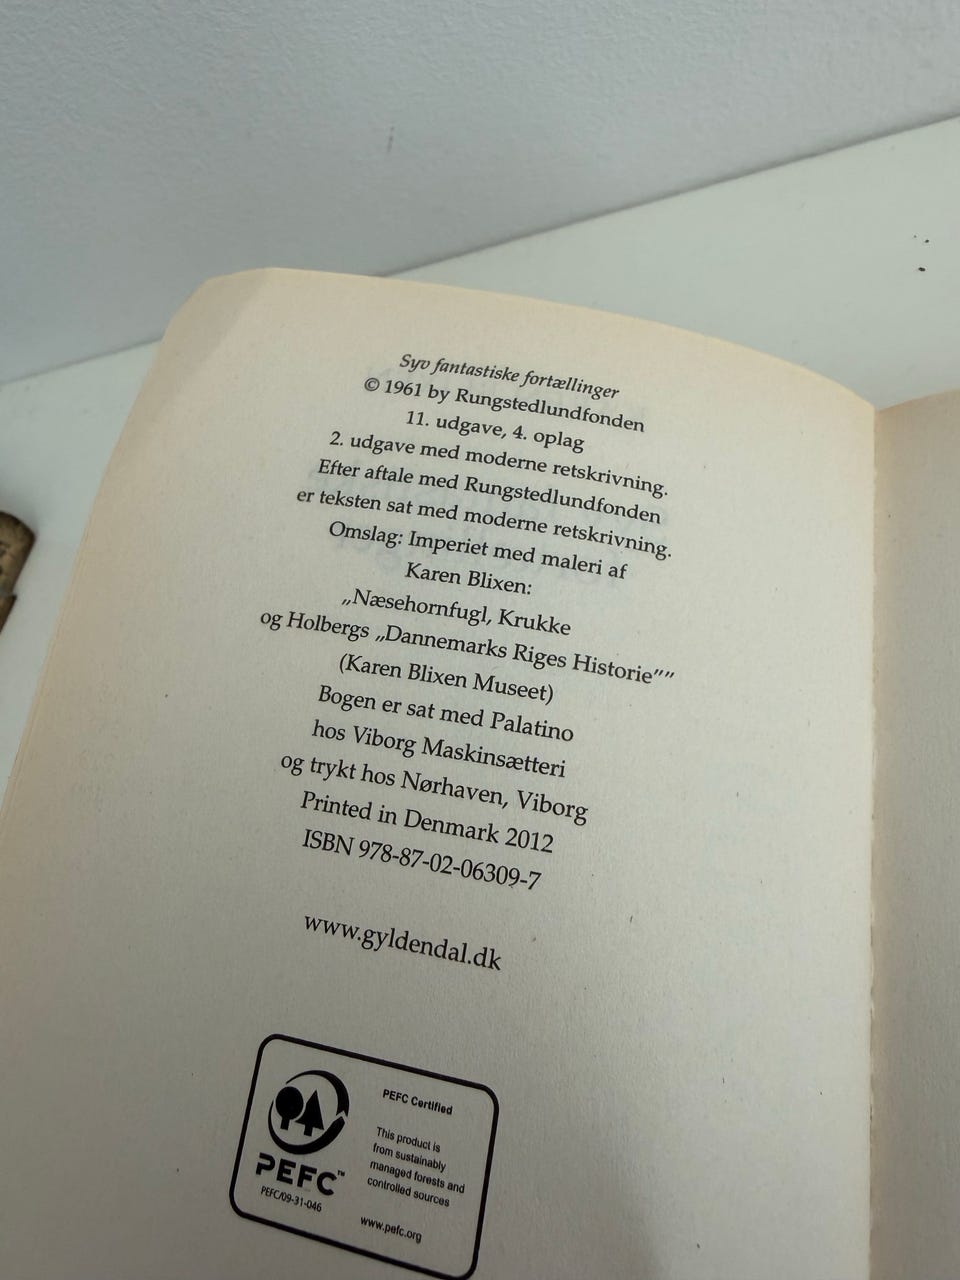 Syv fantastiske fortællinger
© 1961 by Rungstedlundfonden
11. udgave, 4. oplag
2. udgave med moderne retskrivning.
Efter aftale med Rungstedlundfonden
er teksten sat med moderne retskrivning.
Omslag: Imperiet med maleri af
Karen Blixen:
„Næsehornfugl, Krukke
og Holbergs „Dannemarks Riges Historie””
(Karen Blixen Museet)
Bogen er sat med Palatino
hos Viborg Maskinsætteri
og trykt hos Nørhaven, Viborg
Printed in Denmark 2012
ISBN 978-87-02-06309-7
www.gyldendal.dk
PEFC™
PEFC/09-31-046
PEFC Certified
This product is
from sustainably
managed forests and
controlled sources
www.pefc.org